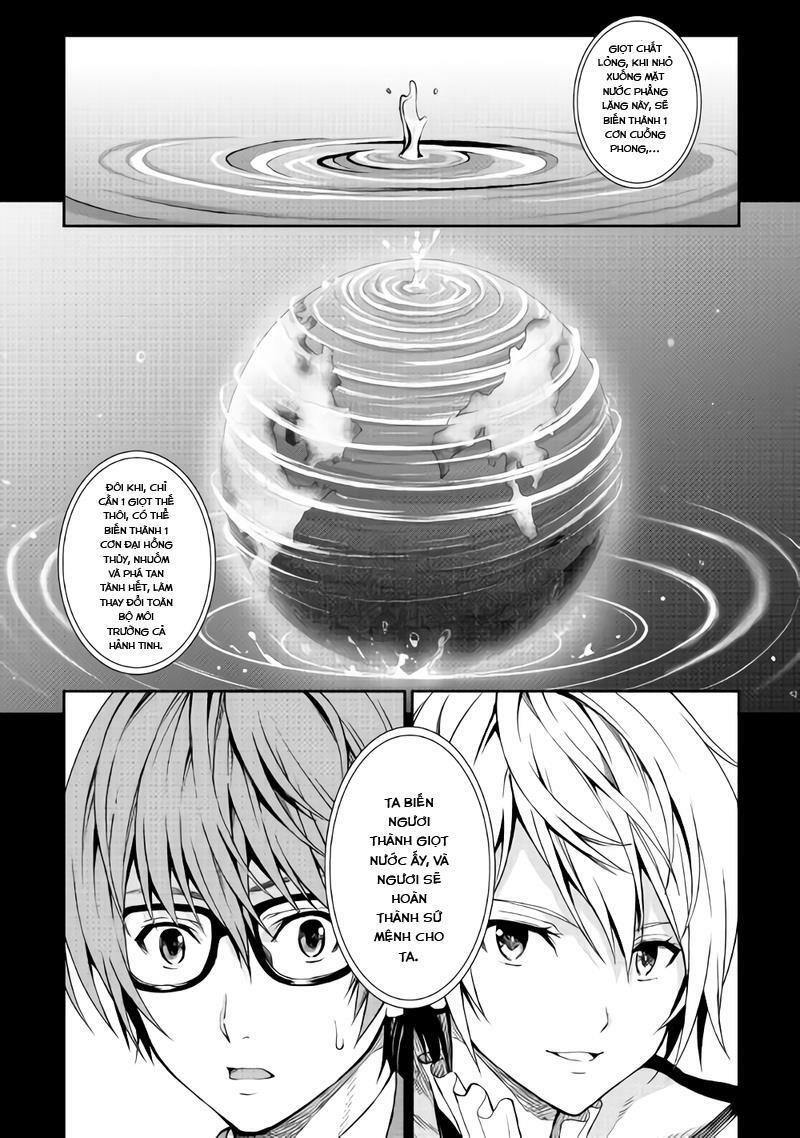 GIỌT CHẤT
LỎNG, KHI NHỎ
XUỐNG MẶT
NƯỚC PHẲNG
LẶNG NÀY, SẼ
BIẾN THÀNH 1
CƠN CUỒNG
PHONG,...
ĐÔI KHI, CHỈ
CẦN 1 GIỌT THẾ
THÔI, CÓ THỂ
BIẾN THÀNH 1
CƠN ĐẠI HỒNG
THỦY, NHUỐM
VÀ PHÁ TAN
TÀNH HẾT, LÀM
THAY ĐỔI TOÀN
BỘ MÔI
TRƯỜNG CẢ
HÀNH TINH.
TA BIẾN
NGƯƠI
THÀNH GIỌT
NƯỚC ẤY, VÀ
NGƯƠI SẼ
HOÀN
THÀNH SỨ
MỆNH CHO
TA.